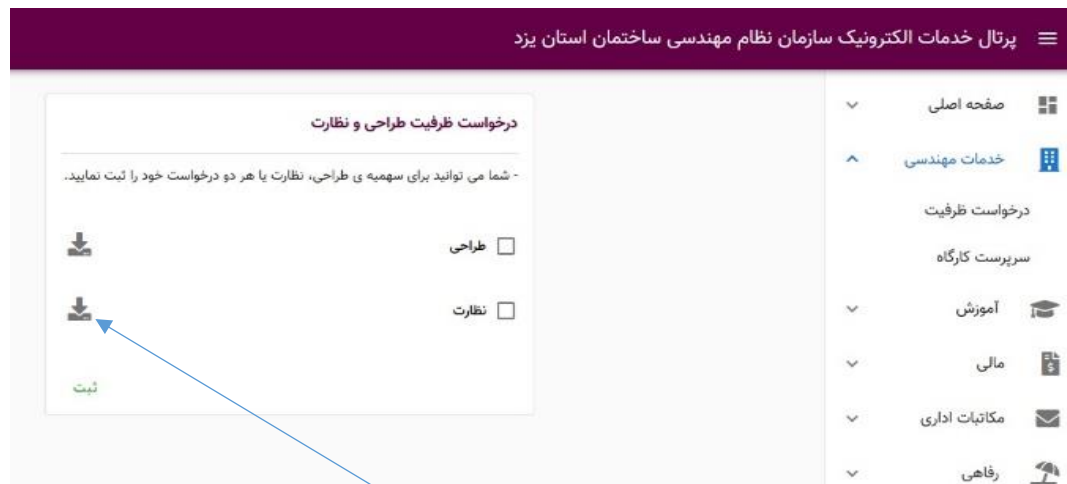 پرتال خدمات الکترونیک سازمان نظام مهندسی ساختمان استان یزد
صفحه اصلی
خدمات مهندسی
درخواست ظرفیت
سرپرست کارگاه
آموزش
مالی
مکاتبات اداری
رفاهی
درخواست ظرفیت طراحی و نظارت
- شما می توانید برای سهمیه ی طراحی، نظارت یا هر دو درخواست خود را ثبت نمایید.
طراحی
نظارت
ثبت